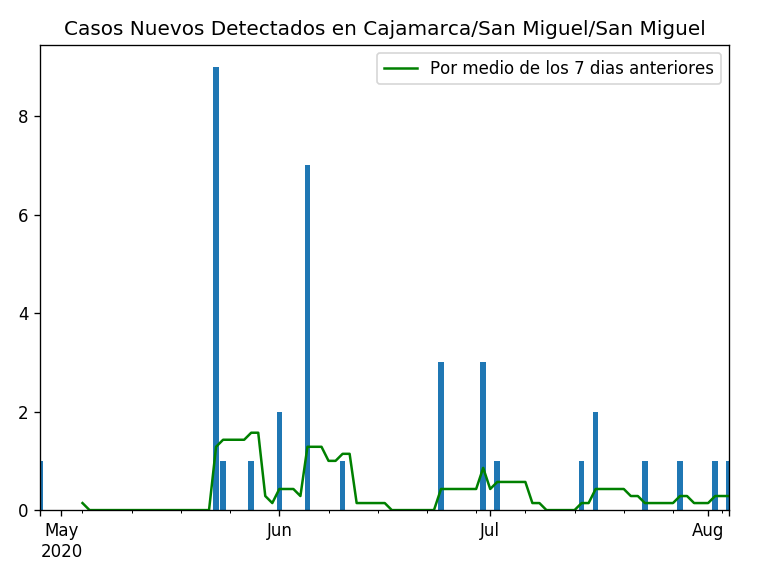 Casos Nuevos Detectados en Cajamarca/San Miguel/San Miguel
Por medio de los 7 dias anteriores
8
6
4
2
0
May
2020
Jun
Jul
Aug